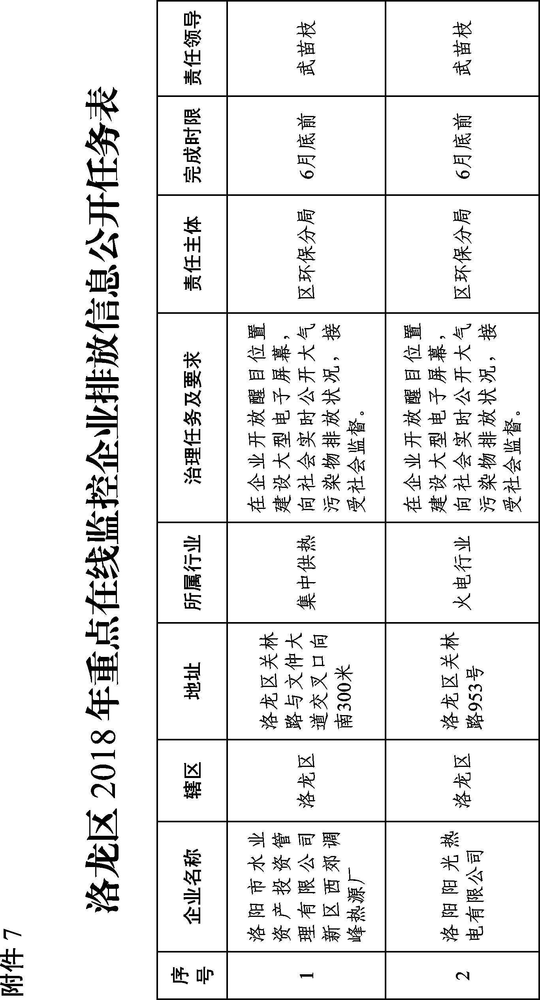 附件 7
洛龙区 2018 年重点在线监控企业排放信息公开任务表
序号 企业名称 辖区 地址 所属行业 治理任务及要求 责任主体 完成时限 责任领导
1
洛阳市水业
资产投资管
理有限公司
新区西郊调
峰热源厂
洛龙区
洛龙区关林
路与文仲大
道交叉口向
南300米
集中供热
在企业开放醒目位置
建设大型电子屏幕，
向社会实时公开大气
污染物排放状况，接
受社会监督。
区环保分局
6月底前
武苗枝
2
洛阳阳光热
电有限公司
洛龙区
洛龙区关林
路953号
火电行业
在企业开放醒目位置
建设大型电子屏幕，
向社会实时公开大气
污染物排放状况，接
受社会监督。
区环保分局
6月底前
武苗枝